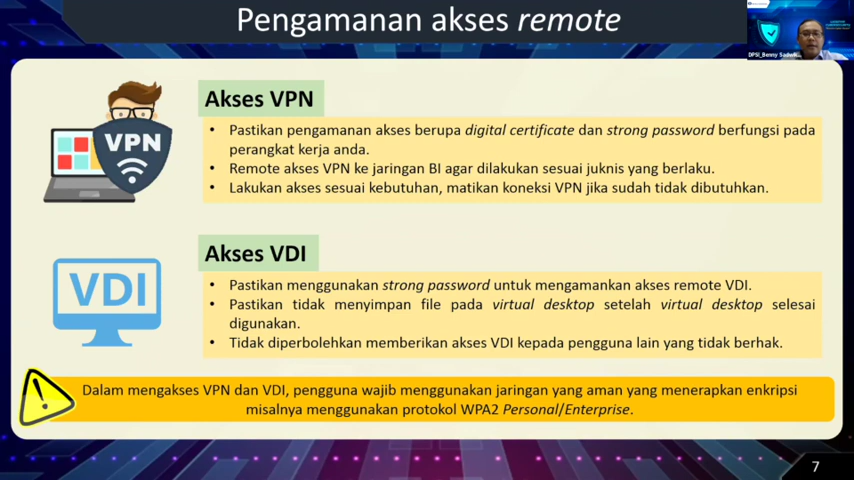 Pengamanan akses remote
DPSI_Benny Sadwiko
Akses VPN
VPN
• Pastikan pengamanan akses berupa digital certificate dan strong password berfungsi pada
perangkat kerja anda.
• Remote akses VPN ke jaringan BI agar dilakukan sesuai juknis yang berlaku.
• Lakukan akses sesuai kebutuhan, matikan koneksi VPN jika sudah tidak dibutuhkan.
Akses VDI
VDI
• Pastikan menggunakan strong password untuk mengamankan akses remote VDI.
• Pastikan tidak menyimpan file pada virtual desktop setelah virtual desktop selesai
digunakan.
• Tidak diperbolehkan memberikan akses VDI kepada pengguna lain yang tidak berhak.
Dalam mengakses VPN dan VDI, pengguna wajib menggunakan jaringan yang aman yang menerapkan enkripsi
misalnya menggunakan protokol WPA2 Personal/Enterprise.
7